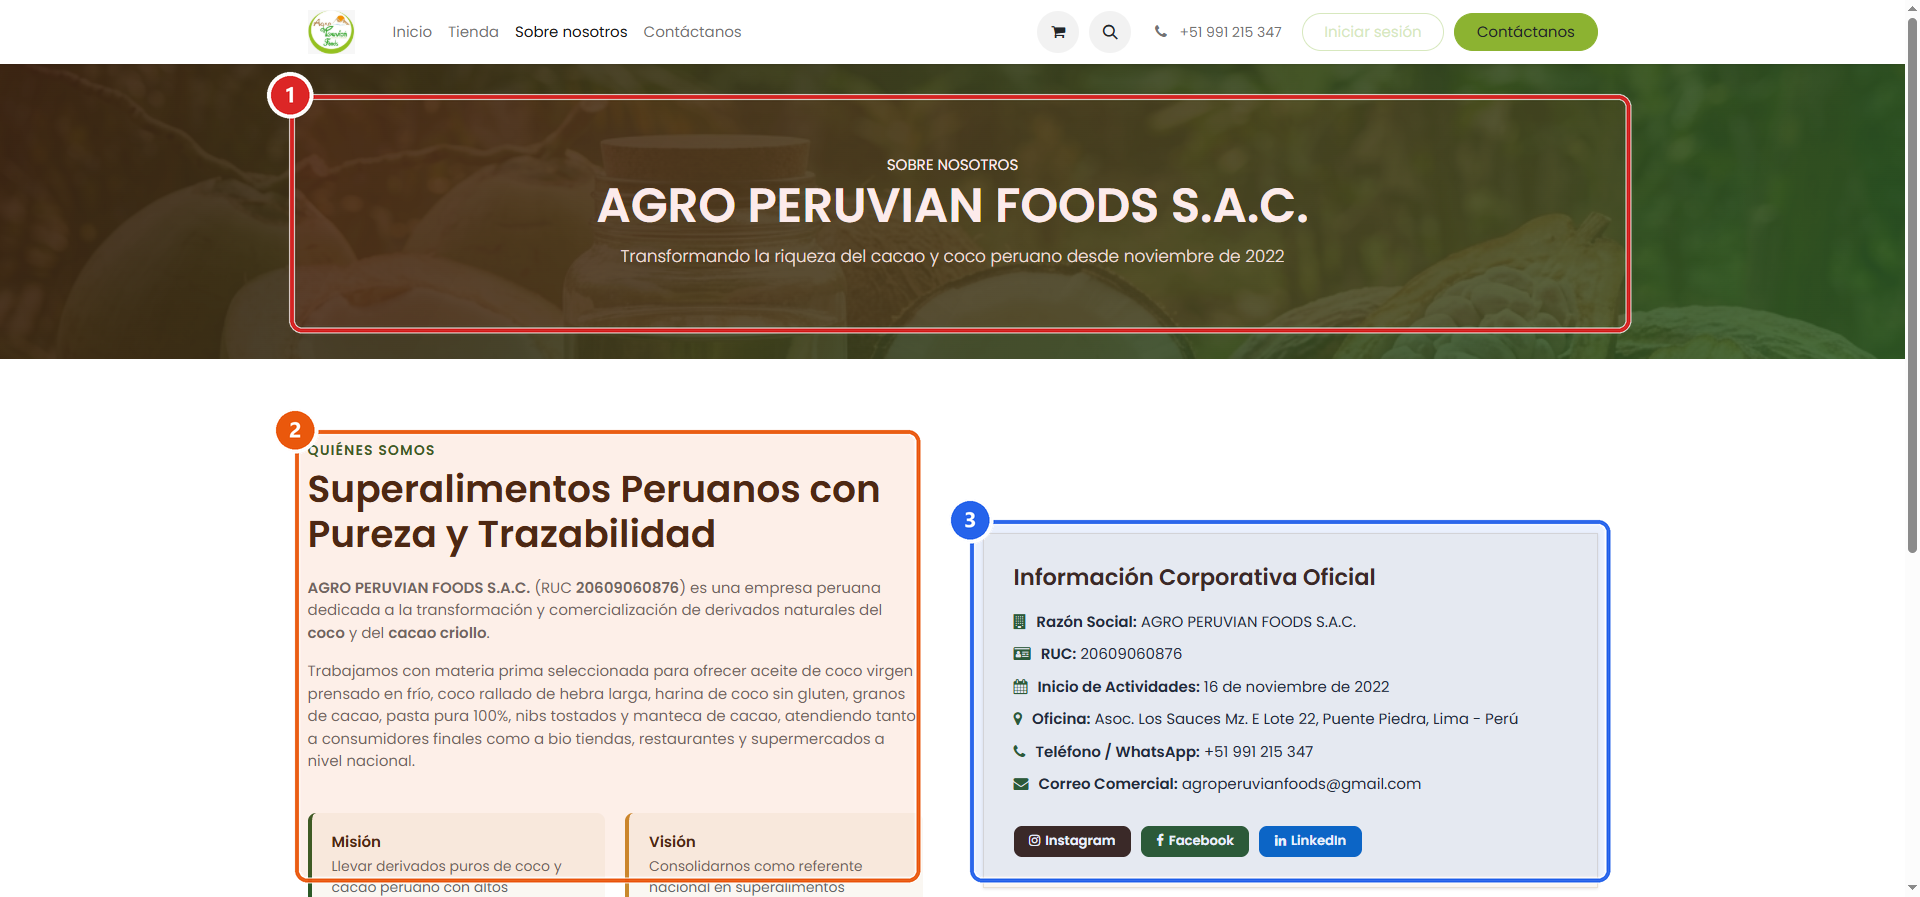 Agro
Peruvian
Foods
Inicio
Tienda
Sobre nosotros
Contáctanos
+51 991 215 347
Iniciar sesión
Contáctanos
1
SOBRE NOSOTROS
AGRO PERUVIAN FOODS S.A.C.
Transformando la riqueza del cacao y coco peruano desde noviembre de 2022
2
QUIÉNES SOMOS
Superalimentos Peruanos con
Pureza y Trazabilidad
AGRO PERUVIAN FOODS S.A.C. (RUC 20609060876) es una empresa peruana
dedicada a la transformación y comercialización de derivados naturales del
coco y del cacao criollo.
Trabajamos con materia prima seleccionada para ofrecer aceite de coco virgen
prensado en frío, coco rallado de hebra larga, harina de coco sin gluten, granos
de cacao, pasta pura 100%, nibs tostados y manteca de cacao, atendiendo tanto
a consumidores finales como a bio tiendas, restaurantes y supermercados a
nivel nacional.
Misión
Llevar derivados puros de coco y
cacao peruano con altos
Visión
Consolidarnos como referente
nacional en superalimentos
3
Información Corporativa Oficial
Razón Social: AGRO PERUVIAN FOODS S.A.C.
RUC: 20609060876
Inicio de Actividades: 16 de noviembre de 2022
Oficina: Asoc. Los Sauces Mz. E Lote 22, Puente Piedra, Lima - Perú
Teléfono / WhatsApp: +51 991 215 347
Correo Comercial: agroperuvianfoods@gmail.com
Instagram
Facebook
LinkedIn